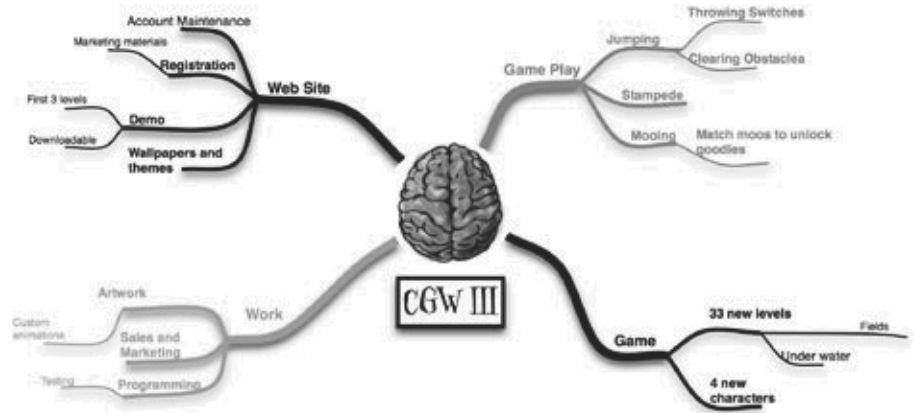 Account Maintenance
Marketing materials
Registration
Web Site
First 3 levels
Demo
Downloadable
Wallpapers and
themes
Throwing Switches
Jumping
Clearing Obstaclea
Game Play
Stampede
Mooing
Match moos to unlock
goodies
CGW III
Artwork
Work
Custom
animations
Sales and
Marketing
Testing
Programming
33 new levels
Fields
Game
Under water
4 new
characters